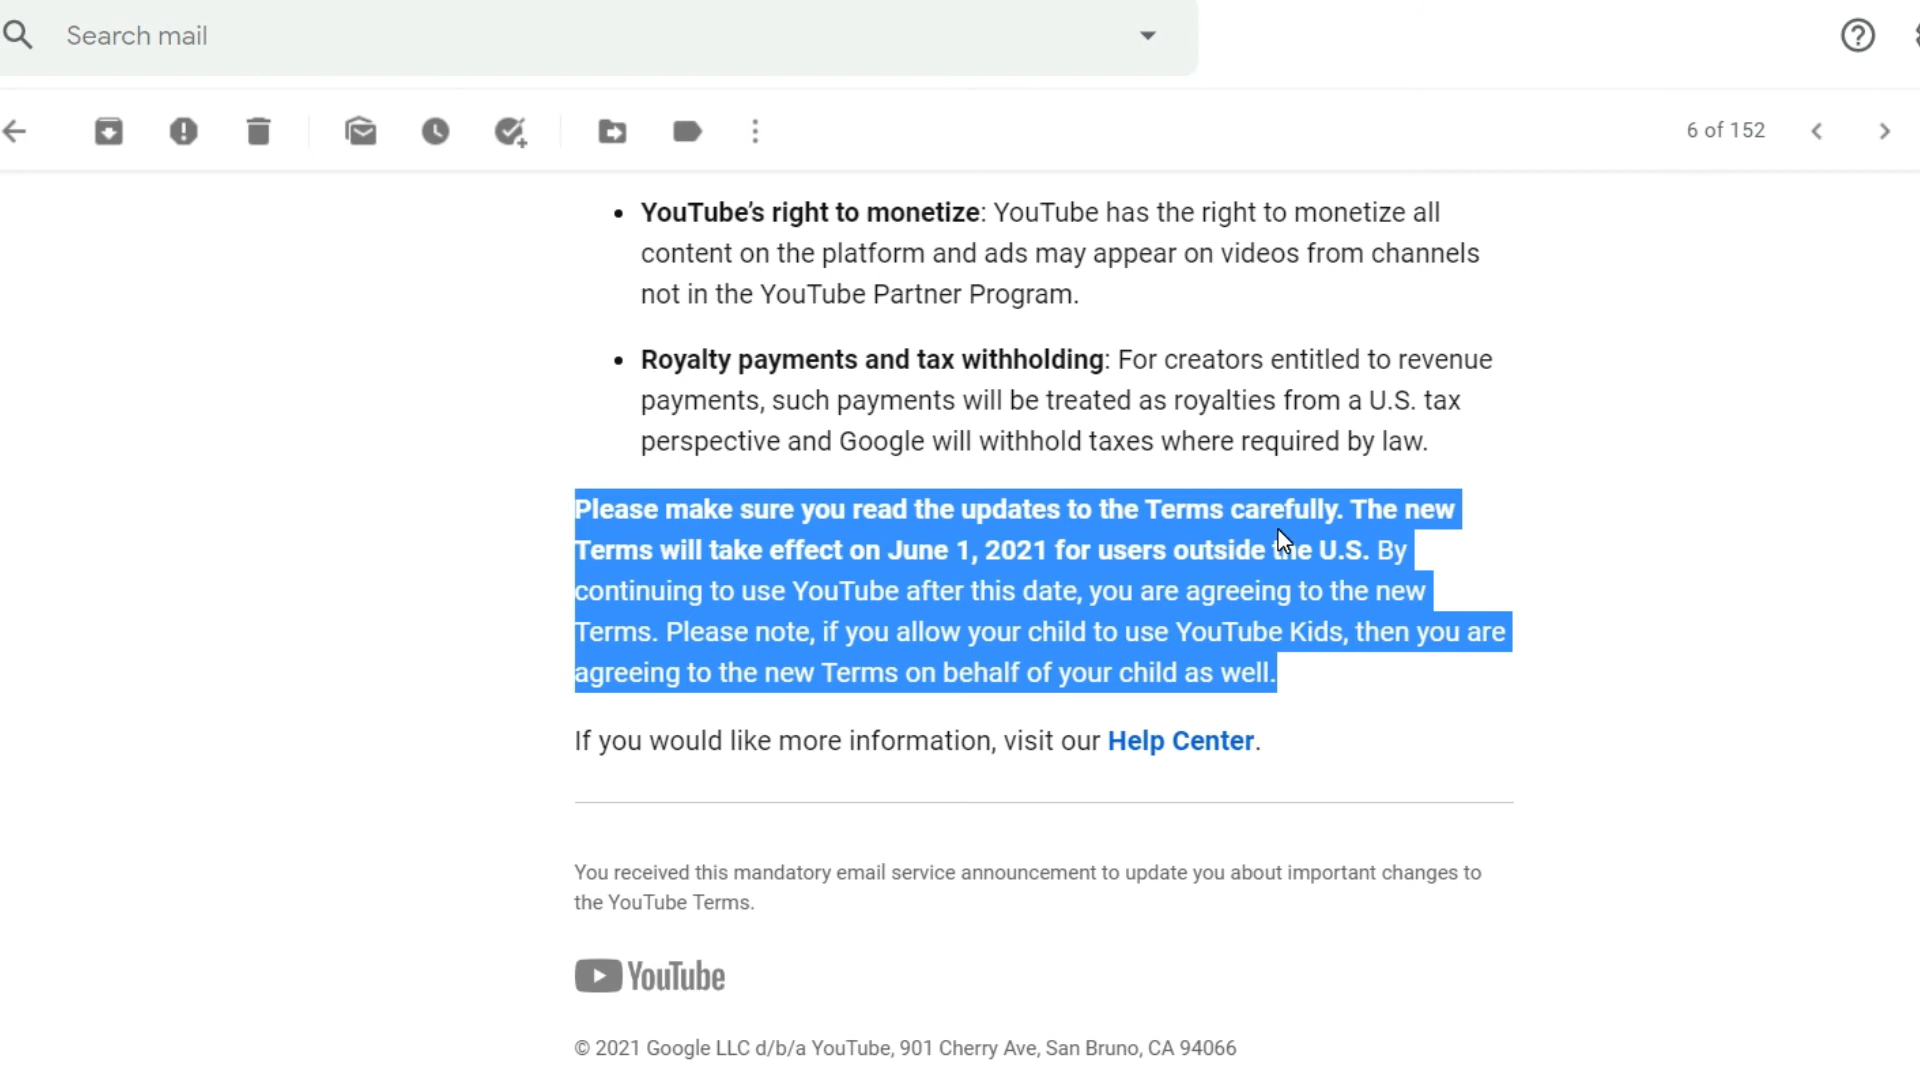 Search mail
6 of 152
• YouTube’s right to monetize: YouTube has the right to monetize all
content on the platform and ads may appear on videos from channels
not in the YouTube Partner Program.
• Royalty payments and tax withholding: For creators entitled to revenue
payments, such payments will be treated as royalties from a U.S. tax
perspective and Google will withhold taxes where required by law.
Please make sure you read the updates to the Terms carefully. The new
Terms will take effect on June 1, 2021 for users outside the U.S. By
continuing to use YouTube after this date, you are agreeing to the new
Terms. Please note, if you allow your child to use YouTube Kids, then you are
agreeing to the new Terms on behalf of your child as well.
If you would like more information, visit our Help Center.
You received this mandatory email service announcement to update you about important changes to
the YouTube Terms.
YouTube
© 2021 Google LLC d/b/a YouTube, 901 Cherry Ave, San Bruno, CA 94066